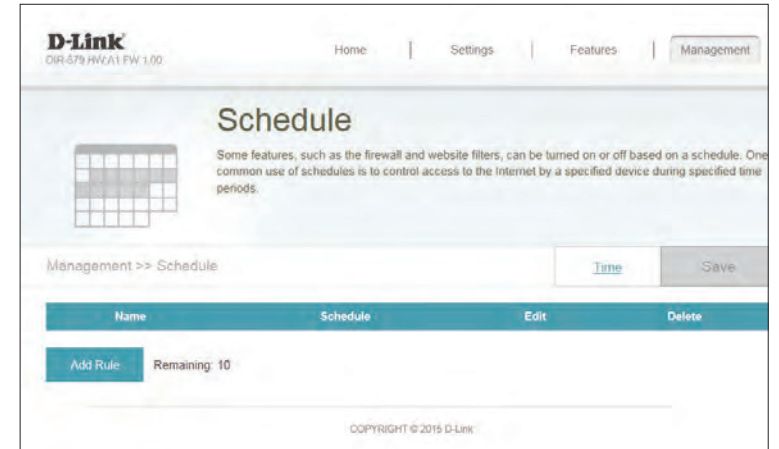 D-Link
DIR-879 HW:A1 FW:1.00
Home | Settings | Features | Management
Schedule
Some features, such as the firewall and website filters, can be turned on or off based on a schedule. One
common use of schedules is to control access to the Internet by a specified device during specified time
periods.
Management >> Schedule
Time Save
Name Schedule Edit Delete
Add Rule Remaining: 10
COPYRIGHT © 2015 D-Link